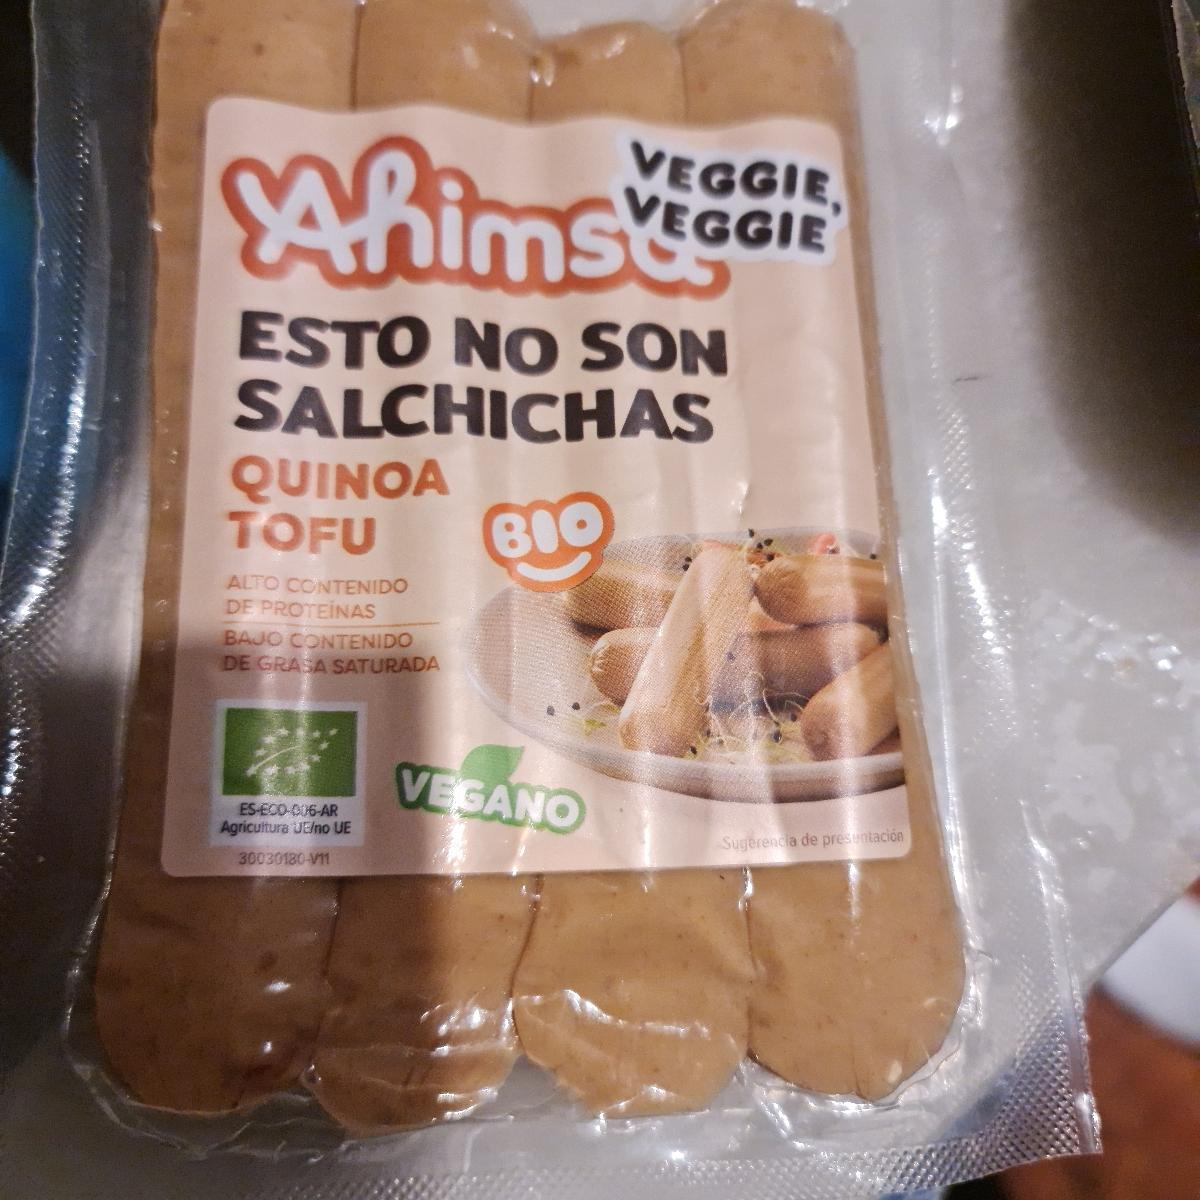 Ahimsa
VEGGIE,
VEGGIE
ESTO NO SON
SALCHICHAS
QUINOA
TOFU
BIO
ALTO CONTENIDO
DE PROTEÍNAS
BAJO CONTENIDO
DE GRASA SATURADA
ES-ECO-006-AR
Agricultura UE/no UE
30030180-V11
VEGANO
Sugerencia de presentación